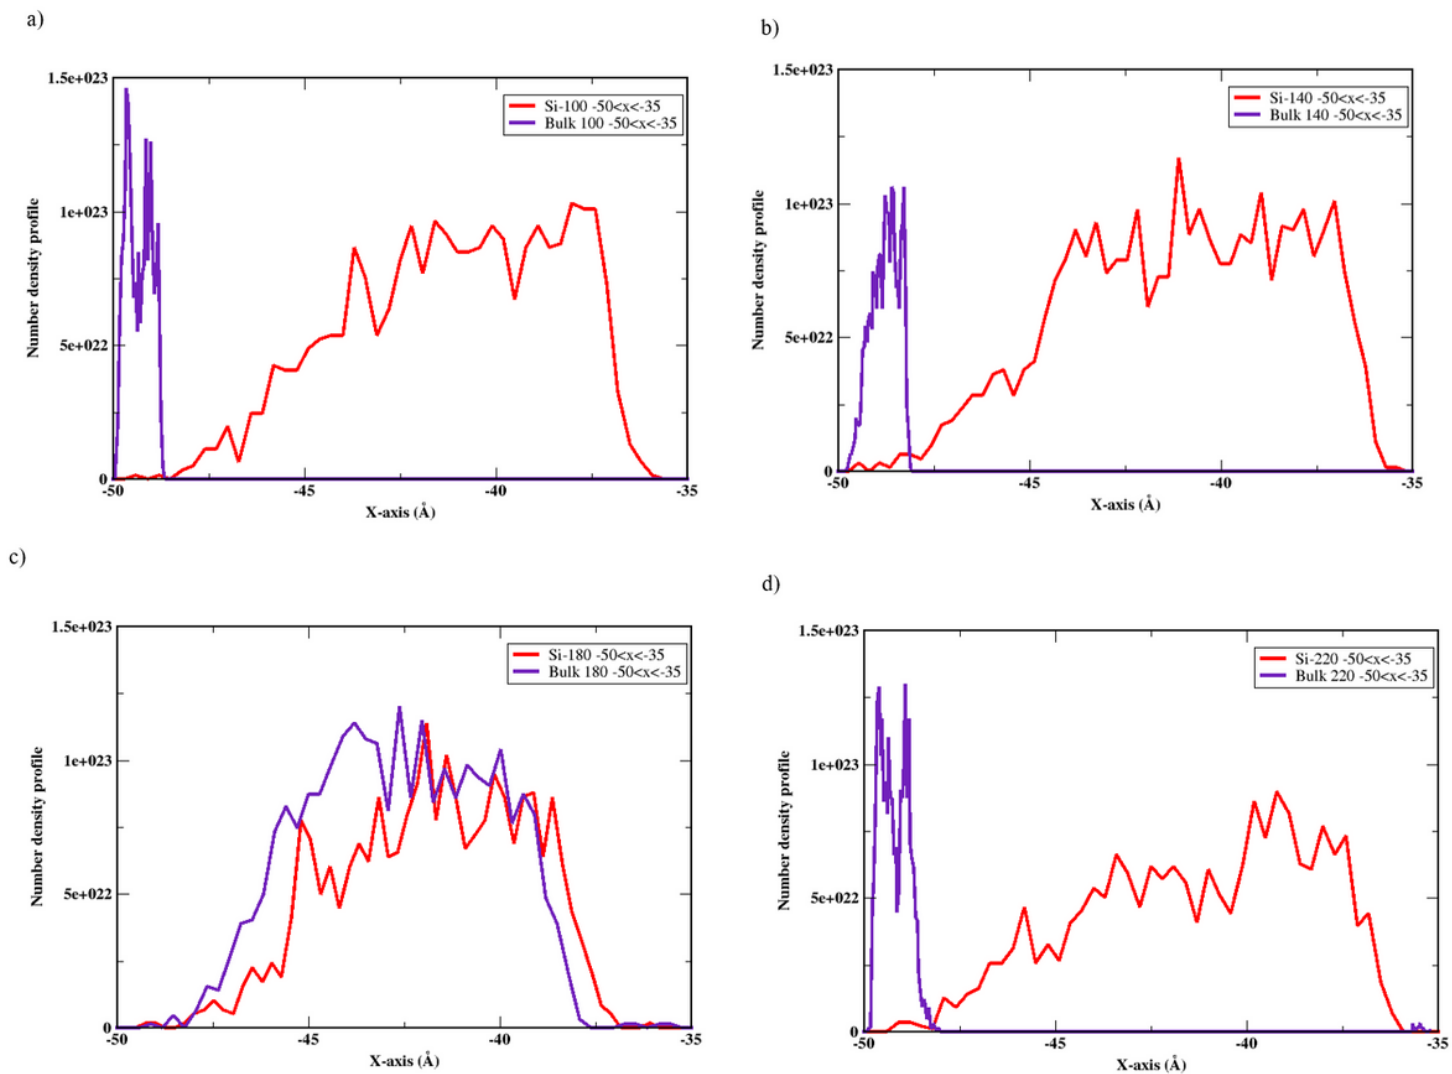 a)
1.5e+023
1e+023
5e+022
0
Number density profile
Si-100 -50<x<-35
Bulk 100 -50<x<-35
-50
-45
-40
-35
X-axis (Å)
b)
1.5e+023
1e+023
5e+022
0
Number density profile
Si-140 -50<x<-35
Bulk 140 -50<x<-35
-50
-45
-40
-35
X-axis (Å)
c)
1.5e+023
1e+023
5e+022
0
Number density profile
Si-180 -50<x<-35
Bulk 180 -50<x<-35
-50
-45
-40
-35
X-axis (Å)
d)
1.5e+023
1e+023
5e+022
0
Number density profile
Si-220 -50<x<-35
Bulk 220 -50<x<-35
-50
-45
-40
-35
X-axis (Å)